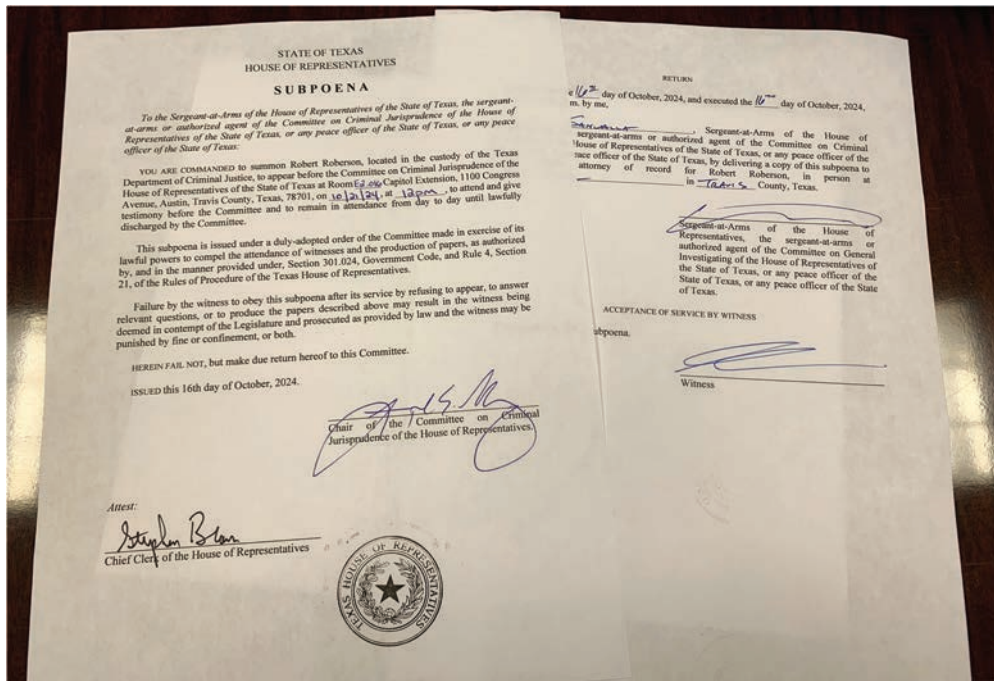 STATE OF TEXAS
HOUSE OF REPRESENTATIVES
SUBPOENA
To the Sergeant-at-Arms of the House of Representatives of the State of Texas, the sergeant-
at-arms or authorized agent of the Committee on Criminal Jurisprudence of the House of
Representatives of the State of Texas, or any peace officer of the State of Texas, or any peace
officer of the State of Texas:
YOU ARE COMMANDED to summon Robert Roberson, located in the custody of the Texas
Department of Criminal Justice, to appear before the Committee on Criminal Jurisprudence of the
House of Representatives of the State of Texas at Room E2.016 Capitol Extension, 1100 Congress
Avenue, Austin, Travis County, Texas, 78701, on 10/21/24, at 12pm, to attend and give
testimony before the Committee and to remain in attendance from day to day until lawfully
discharged by the Committee.
This subpoena is issued under a duly-adopted order of the Committee made in exercise of its
lawful powers to compel the attendance of witnesses and the production of papers, as authorized
by, and in the manner provided under, Section 301.024, Government Code, and Rule 4, Section
21, of the Rules of Procedure of the Texas House of Representatives.
Failure by the witness to obey this subpoena after its service by refusing to appear, to answer
relevant questions, or to produce the papers described above may result in the witness being
deemed in contempt of the Legislature and prosecuted as provided by law and the witness may be
punished by fine or confinement, or both.
HEREIN FAIL NOT, but make due return hereof to this Committee.
ISSUED this 16th day of October, 2024.
Chair of the Committee on Criminal
Jurisprudence of the House of Representatives.
Attest:
Stephen Brown
Chief Clerk of the House of Representatives
TEXAS HOUSE OF REPRESENTATIVES
RETURN
e 16th day of October, 2024, and executed the 16th day of October, 2024,
m. by me,
, Sergeant-at-Arms of the House of
sergeant-at-arms or authorized agent of the Committee on Criminal
House of Representatives of the State of Texas, or any peace officer of the
eace officer of the State of Texas, by delivering a copy of this subpoena to
attorney of record for Robert Roberson, in person at
in TRAVIS County, Texas.
Sergeant-at-Arms of the House of
Representatives, the sergeant-at-arms or
authorized agent of the Committee on General
Investigating of the House of Representatives of
the State of Texas, or any peace officer of the
State of Texas, or any peace officer of the State
of Texas.
ACCEPTANCE OF SERVICE BY WITNESS
ubpoena.
Witness